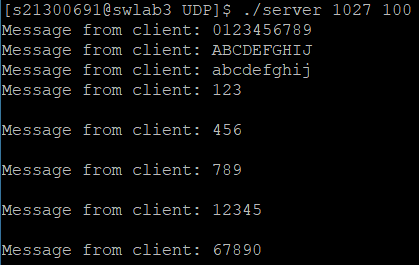 [s21300691@swlab3 UDP]$ ./server 1027 100
Message from client: 0123456789
Message from client: ABCDEFGHIJ
Message from client: abcdefghij
Message from client: 123
Message from client: 456
Message from client: 789
Message from client: 12345
Message from client: 67890